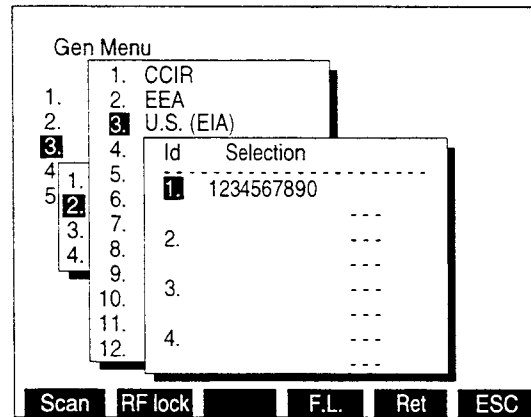 Gen Menu
1.
2.
3.
4
5
1.
2.
3.
4.
1. CCIR
2. EEA
3. U.S. (EIA)
4.
5.
6.
7.
8.
9.
10.
11.
12.
Id Selection
- - - - - - - - - - - - - - - - - - - - - - -
1. 1234567890
- - -
2. - - -
- - -
3. - - -
- - -
4. - - -
- - -
Scan RF lock F.L. Ret ESC